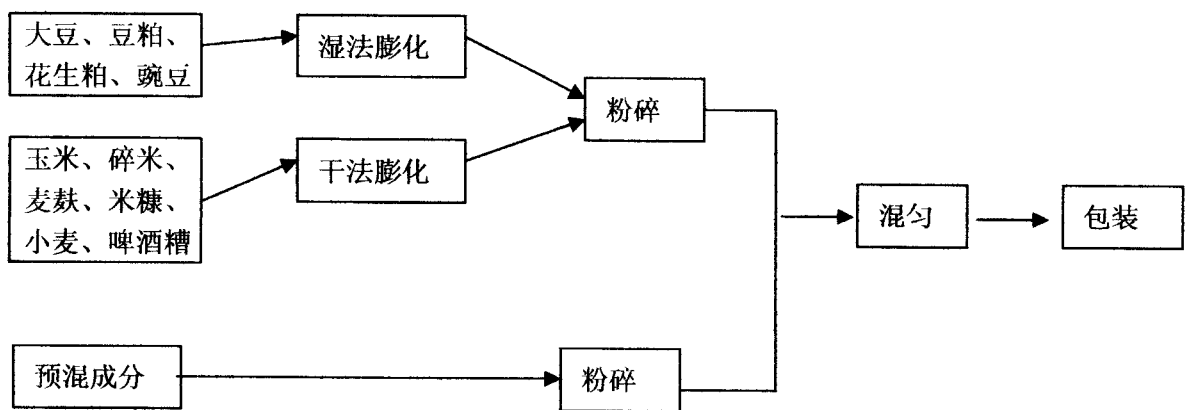 大豆、豆粕、
花生粕、豌豆
湿法膨化
粉碎
玉米、碎米、
麦麸、米糠、
小麦、啤酒糟
干法膨化
混匀
包装
预混成分
粉碎